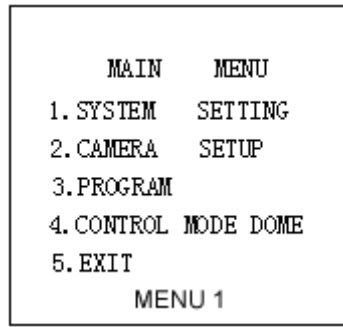 MAIN MENU
1. SYSTEM SETTING
2. CAMERA SETUP
3. PROGRAM
4. CONTROL MODE DOME
5. EXIT
MENU 1